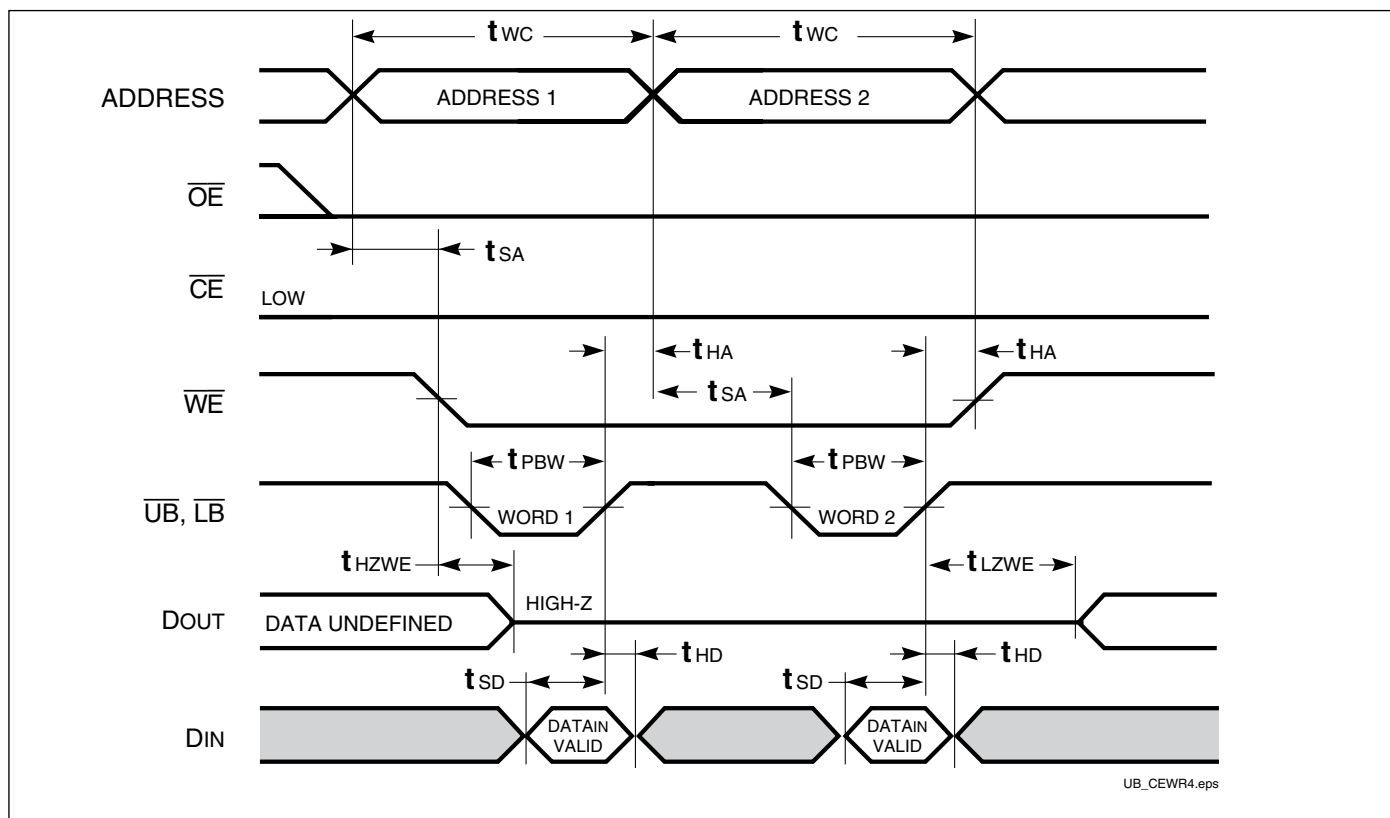 tWC tWC
ADDRESS ADDRESS 1 ADDRESS 2
OE
tSA
CE LOW
tHA tHA
WE tSA
tPBW tPBW
UB, LB WORD 1 WORD 2
tHZWE tLZWE
DOUT DATA UNDEFINED HIGH-Z
tHD tHD
tSD tSD
DIN DATAIN VALID DATAIN VALID
UB_CEWR4.eps